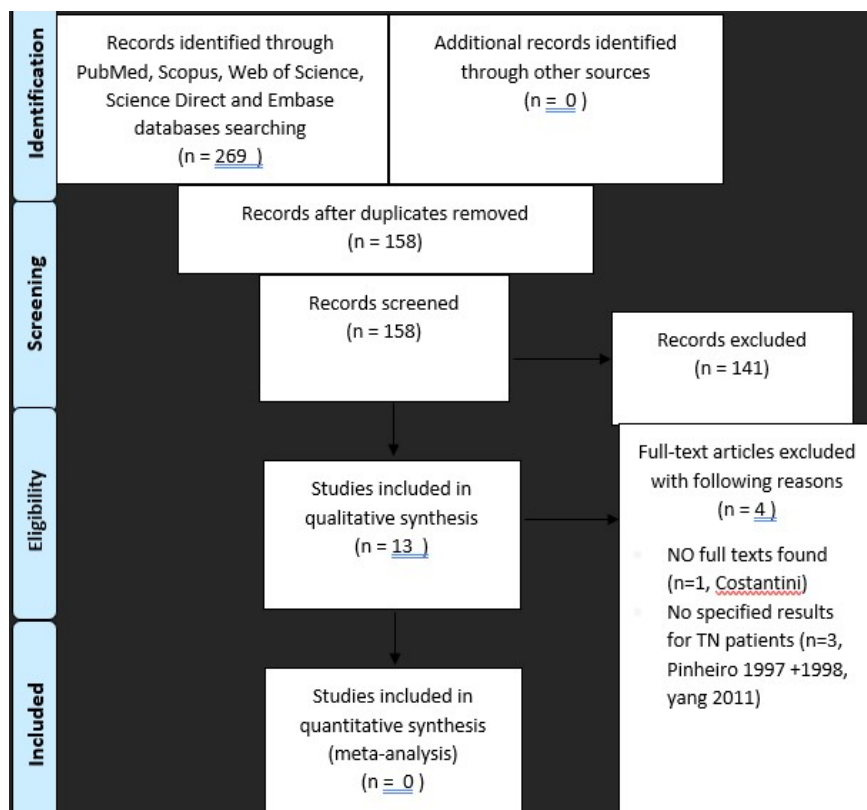 Identification
Records identified through
PubMed, Scopus, Web of Science,
Science Direct and Embase
databases searching
(n = 269  )
Additional records identified
through other sources
(n =  0 )
Screening
Records after duplicates removed
(n = 158)
Records screened
(n = 158)
Records excluded
(n = 141)
Eligibility
Studies included in
qualitative synthesis
(n = 13  )
Full-text articles excluded
with following reasons
(n = 4 )
NO full texts found
(n=1, Costantini)
No specified results
for TN patients (n=3,
Pinheiro 1997 +1998,
yang 2011)
Included
Studies included in
quantitative synthesis
(meta-analysis)
(n =  0 )